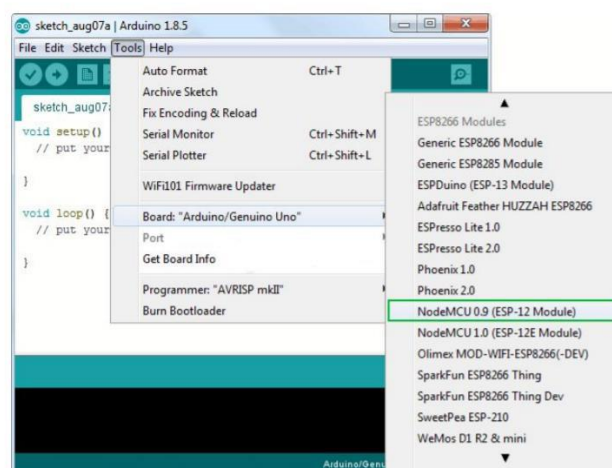 sketch_aug07a | Arduino 1.8.5
File Edit Sketch Tools Help
sketch_aug07
void setup()
// put your
}
void loop() {
// put your
}
Auto Format Ctrl+T
Archive Sketch
Fix Encoding & Reload
Serial Monitor Ctrl+Shift+M
Serial Plotter Ctrl+Shift+L
WiFi101 Firmware Updater
Board: "Arduino/Genuino Uno"
Port
Get Board Info
Programmer: "AVRISP mkII"
Burn Bootloader
ESP8266 Modules
Generic ESP8266 Module
Generic ESP8285 Module
ESPDuino (ESP-13 Module)
Adafruit Feather HUZZAH ESP8266
ESPresso Lite 1.0
ESPresso Lite 2.0
Phoenix 1.0
Phoenix 2.0
NodeMCU 0.9 (ESP-12 Module)
NodeMCU 1.0 (ESP-12E Module)
Olimex MOD-WIFI-ESP8266(-DEV)
SparkFun ESP8266 Thing
SparkFun ESP8266 Thing Dev
SweetPea ESP-210
WeMos D1 R2 & mini
Arduino/Genu